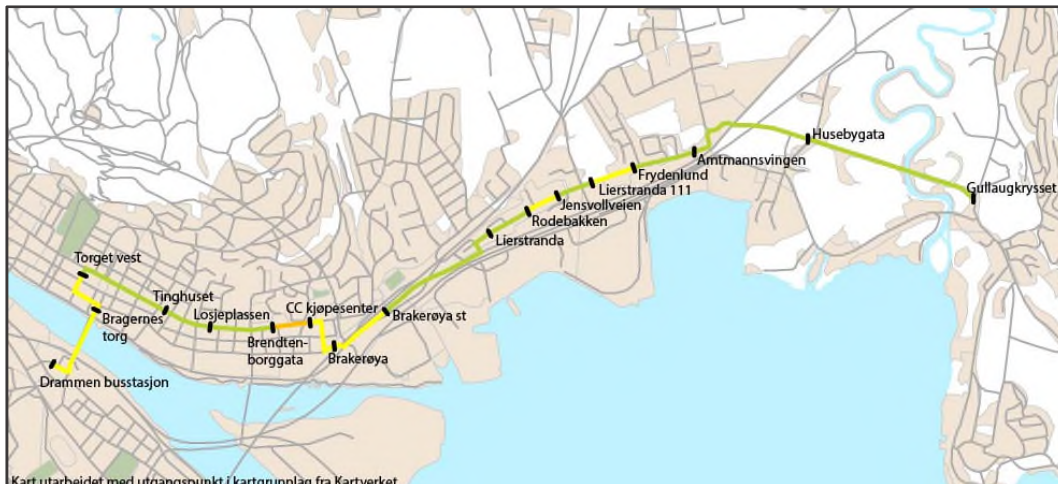 Husebygata
Amtmannsvingen
Gullaugkrysset
Frydenlund
Lierstranda 111
Jensvollveien
Rodebakken
Lierstranda
Torget vest
Tinghuset
Losjeplassen
CC kjøpesenter
Brakerøya st
Bragernes
torg
Brendten-
borggata
Brakerøya
Drammen busstasjon
Kart utarbeidet med utgangspunkt i kartgrunnlag fra Kartverket